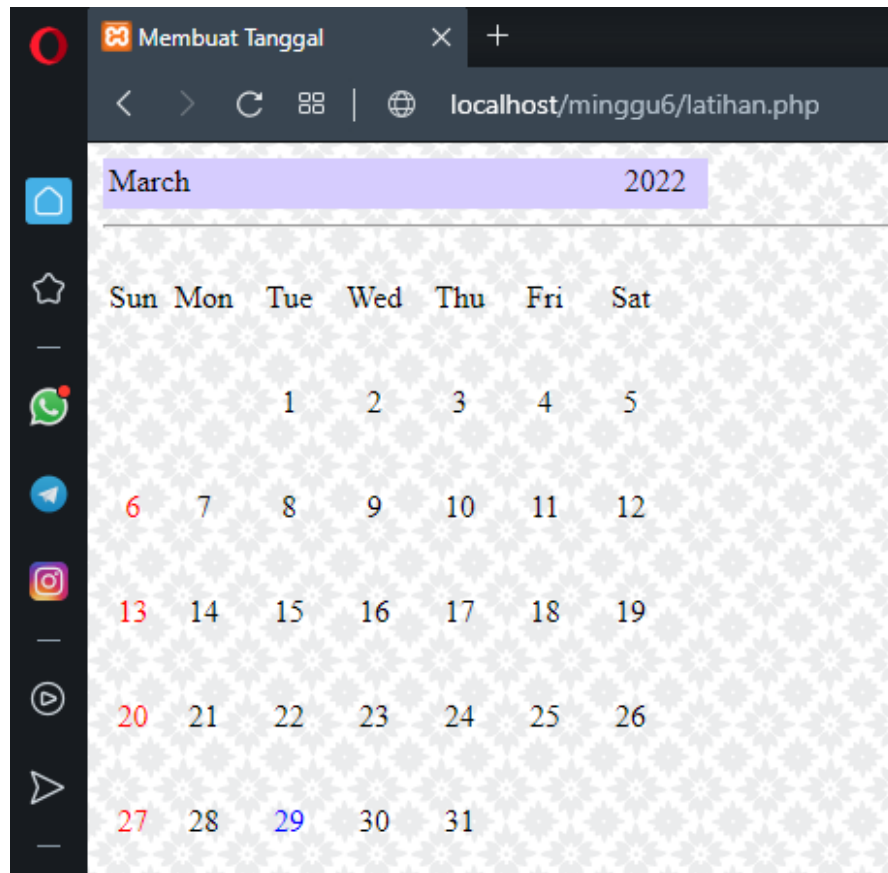 Membuat Tanggal
localhost/minggu6/latihan.php
March 2022
Sun Mon Tue Wed Thu Fri Sat
1 2 3 4 5
6 7 8 9 10 11 12
13 14 15 16 17 18 19
20 21 22 23 24 25 26
27 28 29 30 31